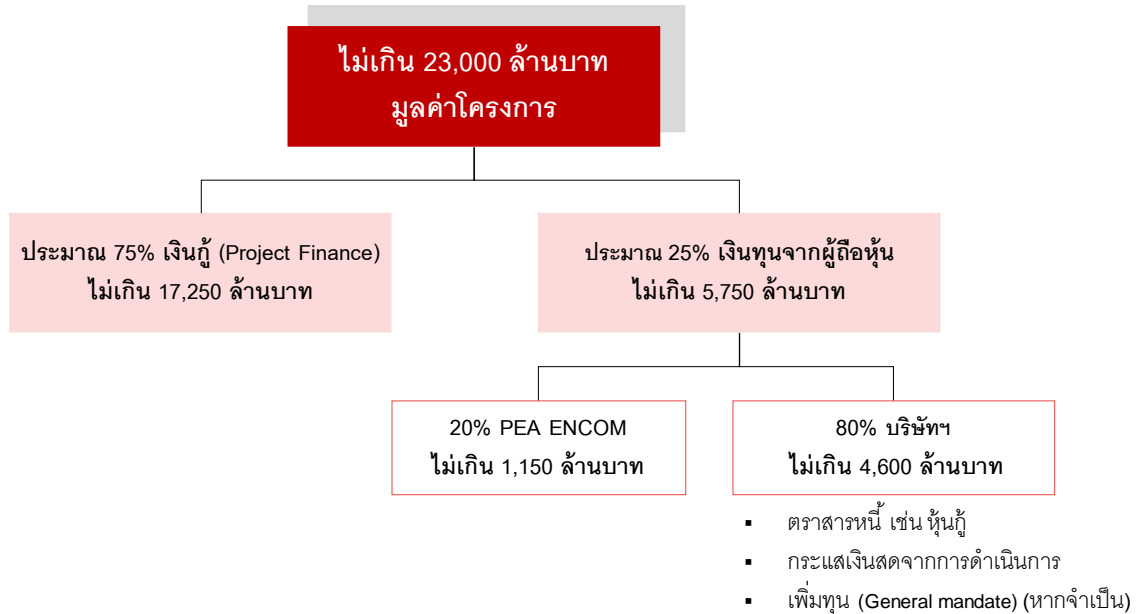 ไม่เกิน 23,000 ล้านบาท
มูลค่าโครงการ
ประมาณ 75% เงินกู้ (Project Finance)
ไม่เกิน 17,250 ล้านบาท
ประมาณ 25% เงินทุนจากผู้ถือหุ้น
ไม่เกิน 5,750 ล้านบาท
20% PEA ENCOM
ไม่เกิน 1,150 ล้านบาท
80% บริษัทฯ
ไม่เกิน 4,600 ล้านบาท
▪ ตราสารหนี้ เช่น หุ้นกู้
▪ กระแสเงินสดจากการดำเนินการ
▪ เพิ่มทุน (General mandate) (หากจำเป็น)